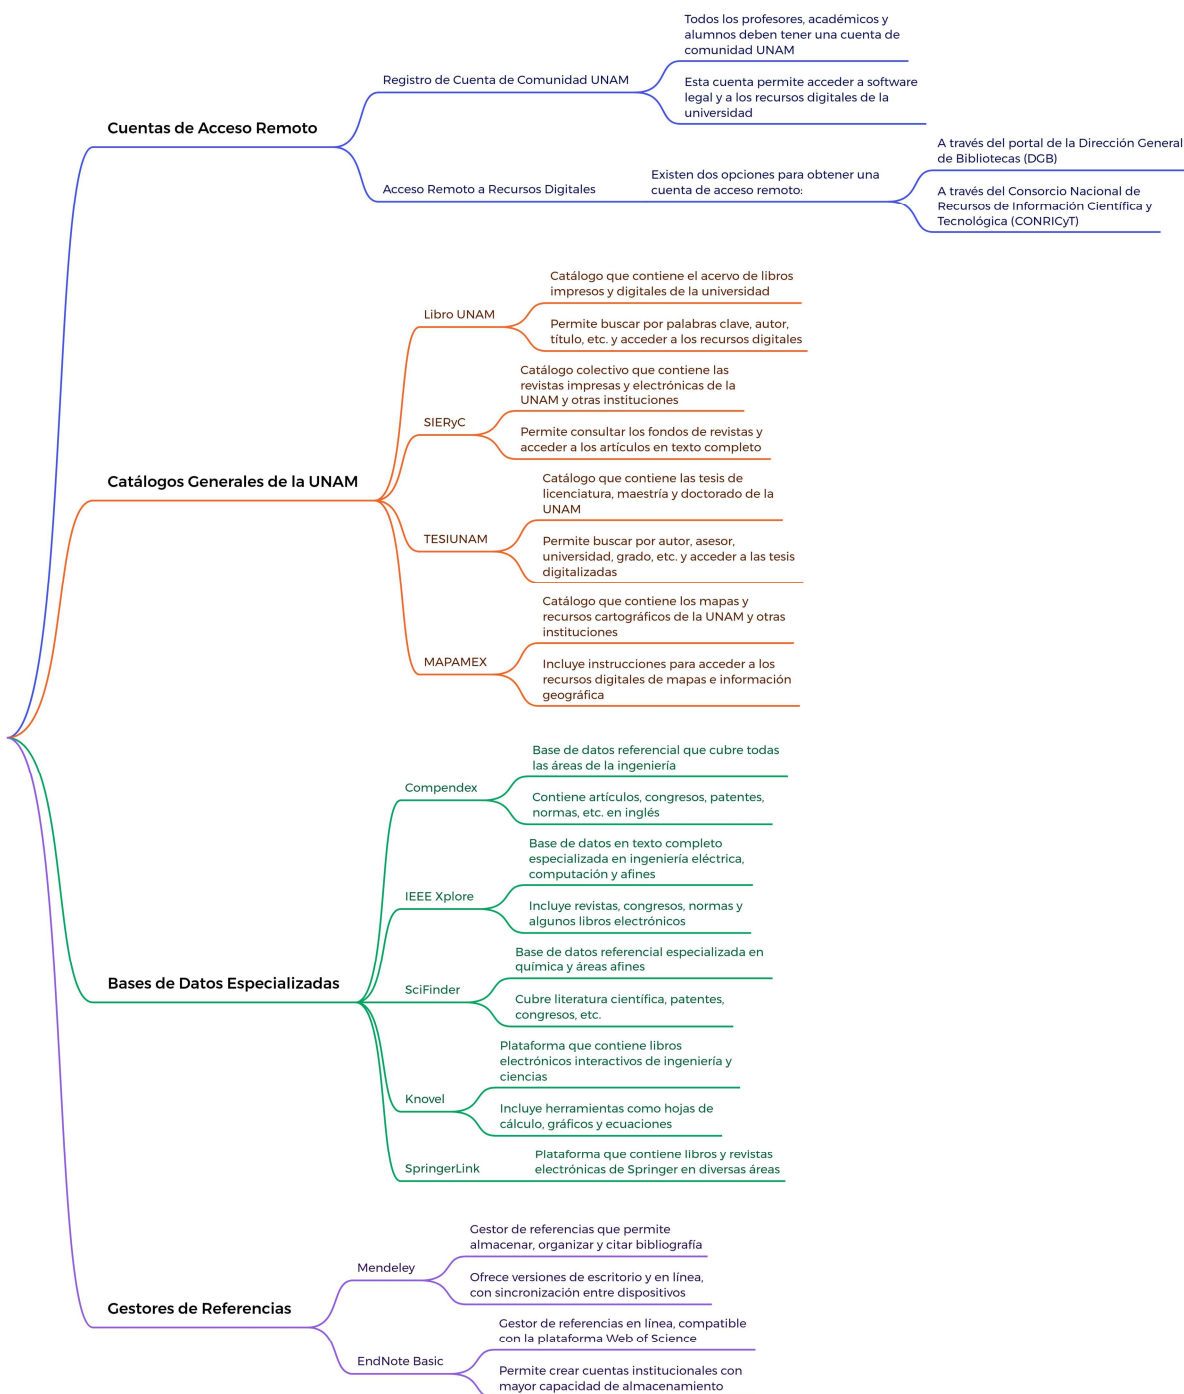 Cuentas de Acceso Remoto
Registro de Cuenta de Comunidad UNAM
Todos los profesores, académicos y
alumnos deben tener una cuenta de
comunidad UNAM
Esta cuenta permite acceder a software
legal y a los recursos digitales de la
universidad
Acceso Remoto a Recursos Digitales
Existen dos opciones para obtener una
cuenta de acceso remoto:
A través del portal de la Dirección General
de Bibliotecas (DGB)
A través del Consorcio Nacional de
Recursos de Información Científica y
Tecnológica (CONRICyT)
Catálogos Generales de la UNAM
Libro UNAM
Catálogo que contiene el acervo de libros
impresos y digitales de la universidad
Permite buscar por palabras clave, autor,
título, etc. y acceder a los recursos digitales
SIERyC
Catálogo colectivo que contiene las
revistas impresas y electrónicas de la
UNAM y otras instituciones
Permite consultar los fondos de revistas y
acceder a los artículos en texto completo
TESIUNAM
Catálogo que contiene las tesis de
licenciatura, maestría y doctorado de la
UNAM
Permite buscar por autor, asesor,
universidad, grado, etc. y acceder a las tesis
digitalizadas
MAPAMEX
Catálogo que contiene los mapas y
recursos cartográficos de la UNAM y otras
instituciones
Incluye instrucciones para acceder a los
recursos digitales de mapas e información
geográfica
Bases de Datos Especializadas
Compendex
Base de datos referencial que cubre todas
las áreas de la ingeniería
Contiene artículos, congresos, patentes,
normas, etc. en inglés
IEEE Xplore
Base de datos en texto completo
especializada en ingeniería eléctrica,
computación y afines
Incluye revistas, congresos, normas y
algunos libros electrónicos
SciFinder
Base de datos referencial especializada en
química y áreas afines
Cubre literatura científica, patentes,
congresos, etc.
Knovel
Plataforma que contiene libros
electrónicos interactivos de ingeniería y
ciencias
Incluye herramientas como hojas de
cálculo, gráficos y ecuaciones
SpringerLink
Plataforma que contiene libros y revistas
electrónicas de Springer en diversas áreas
Gestores de Referencias
Mendeley
Gestor de referencias que permite
almacenar, organizar y citar bibliografía
Ofrece versiones de escritorio y en línea,
con sincronización entre dispositivos
EndNote Basic
Gestor de referencias en línea, compatible
con la plataforma Web of Science
Permite crear cuentas institucionales con
mayor capacidad de almacenamiento